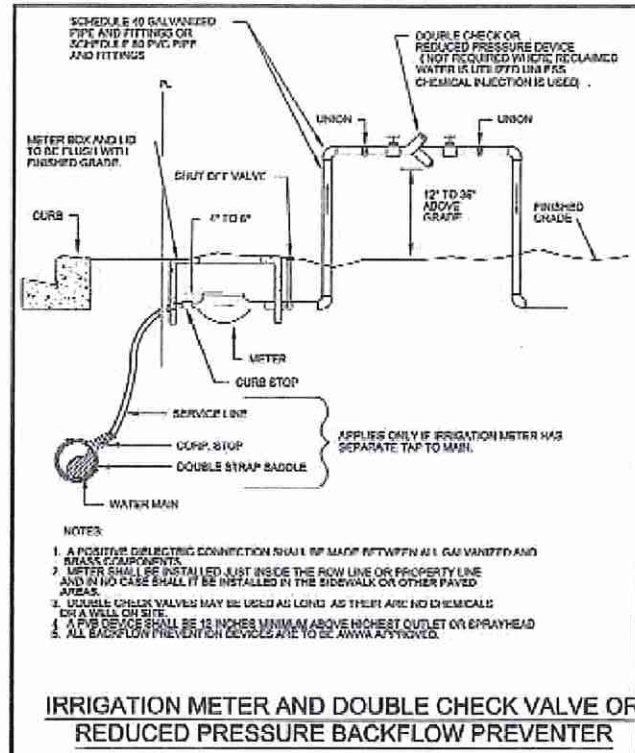 SCHEDULE 40 GALVANIZED
PIPE AND FITTINGS OR
SCHEDULE 80 PVC PIPE
AND FITTINGS
DOUBLE CHECK OR
REDUCED PRESSURE DEVICE
(NOT REQUIRED WHERE RECLAIMED
WATER IS UTILIZED UNLESS
CHEMICAL INJECTION IS USED)
PL
UNION
UNION
METER BOX AND LID
TO BE FLUSH WITH
FINISHED GRADE.
SHUT OFF VALVE
12" TO 36"
ABOVE
GRADE
FINISHED
GRADE
CURB
4" TO 6"
METER
CURB STOP
SERVICE LINE
CORP. STOP
DOUBLE STRAP SADDLE
WATER MAIN
APPLIES ONLY IF IRRIGATION METER HAS
SEPARATE TAP TO MAIN.
NOTES:
1. A POSITIVE DIELECTRIC CONNECTION SHALL BE MADE BETWEEN ALL GALVANIZED AND
BRASS COMPONENTS.
2. METER SHALL BE INSTALLED JUST INSIDE THE ROW LINE OR PROPERTY LINE
AND IN NO CASE SHALL IT BE INSTALLED IN THE SIDEWALK OR OTHER PAVED
AREAS.
3. DOUBLE CHECK VALVES MAY BE USED AS LONG AS THEIR ARE NO CHEMICALS
OR A WELL ON SITE.
4. A PVB DEVICE SHALL BE 12 INCHES MINIMUM ABOVE HIGHEST OUTLET OR SPRAYHEAD
5. ALL BACKFLOW PREVENTION DEVICES ARE TO BE AWWA APPROVED.
IRRIGATION METER AND DOUBLE CHECK VALVE OR
REDUCED PRESSURE BACKFLOW PREVENTER